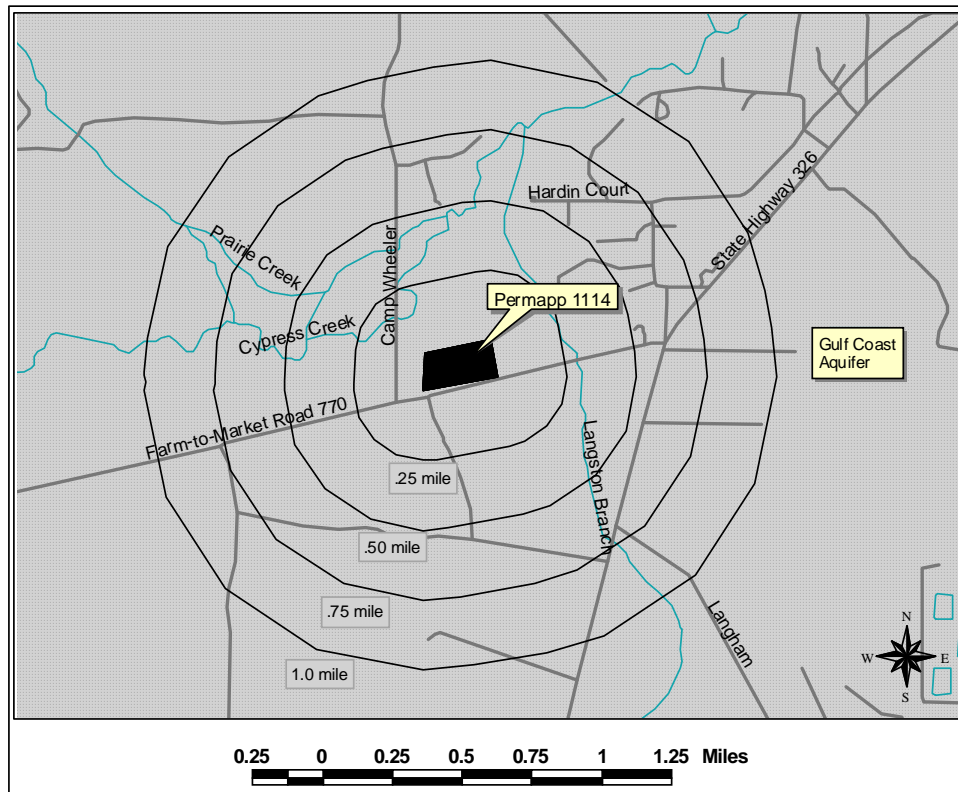 Hardin Court
State Highway 326
Prairie Creek
Camp Wheeler
Permapp 1114
Cypress Creek
Gulf Coast
Aquifer
Farm-to-Market Road 770
Langston Branch
.25 mile
.50 mile
.75 mile
Langham
1.0 mile
N
W
E
S
0.25 0 0.25 0.5 0.75 1 1.25 Miles